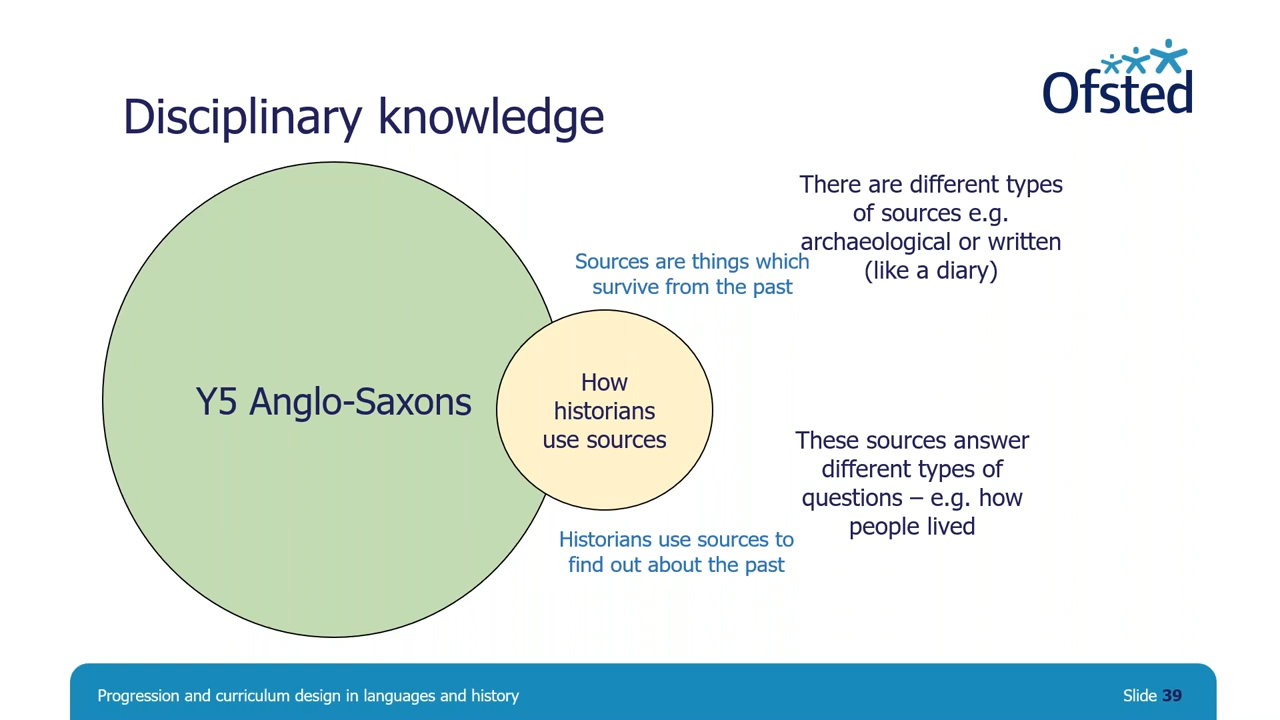 Ofsted
Disciplinary knowledge
There are different types
of sources e.g.
archaeological or written
(like a diary)
Sources are things which
survive from the past
Y5 Anglo-Saxons
How
historians
use sources
These sources answer
different types of
questions – e.g. how
people lived
Historians use sources to
find out about the past
Progression and curriculum design in languages and history
Slide 39